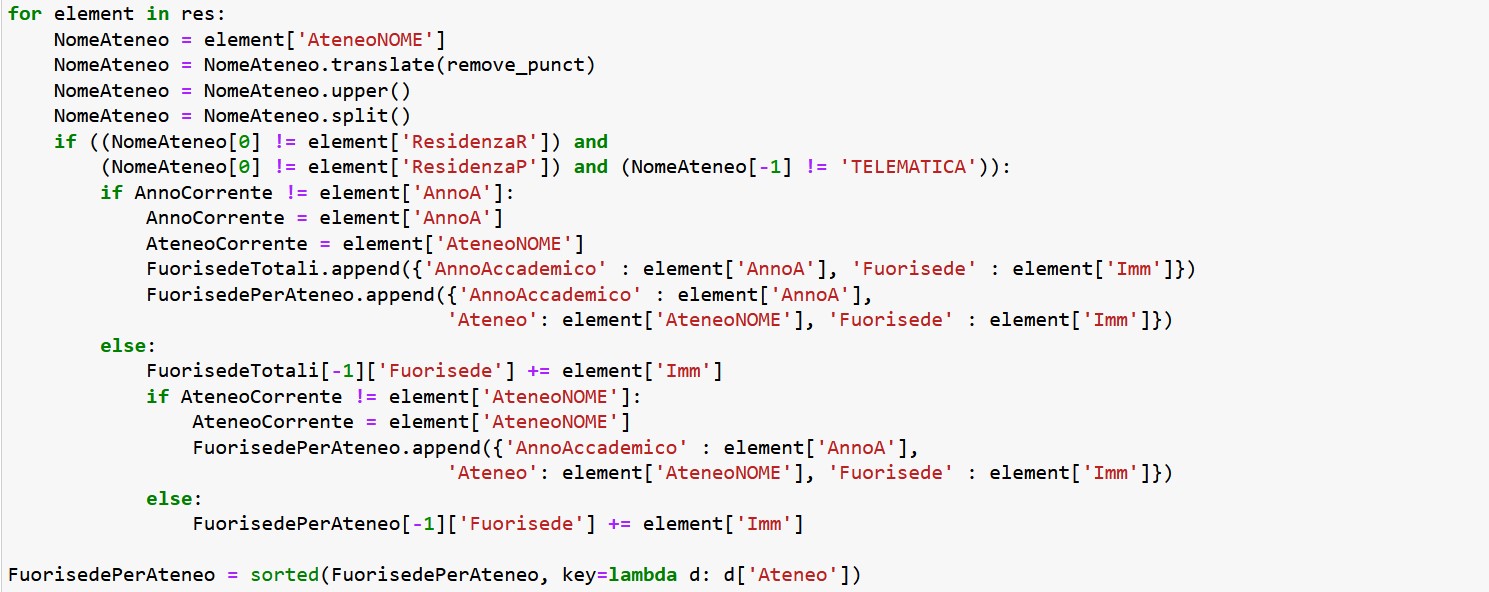 for element in res:
    NomeAteneo = element['AteneoNOME']
    NomeAteneo = NomeAteneo.translate(remove_punct)
    NomeAteneo = NomeAteneo.upper()
    NomeAteneo = NomeAteneo.split()
    if ((NomeAteneo[0] != element['ResidenzaR']) and
        (NomeAteneo[0] != element['ResidenzaP']) and (NomeAteneo[-1] != 'TELEMATICA')):
        if AnnoCorrente != element['AnnoA']:
            AnnoCorrente = element['AnnoA']
            AteneoCorrente = element['AteneoNOME']
            FuorisedeTotali.append({'AnnoAccademico' : element['AnnoA'], 'Fuorisede' : element['Imm']})
            FuorisedePerAteneo.append({'AnnoAccademico' : element['AnnoA'],
                                      'Ateneo': element['AteneoNOME'], 'Fuorisede' : element['Imm']})
        else:
            FuorisedeTotali[-1]['Fuorisede'] += element['Imm']
            if AteneoCorrente != element['AteneoNOME']:
                AteneoCorrente = element['AteneoNOME']
                FuorisedePerAteneo.append({'AnnoAccademico' : element['AnnoA'],
                                      'Ateneo': element['AteneoNOME'], 'Fuorisede' : element['Imm']})
            else:
                FuorisedePerAteneo[-1]['Fuorisede'] += element['Imm']

FuorisedePerAteneo = sorted(FuorisedePerAteneo, key=lambda d: d['Ateneo'])